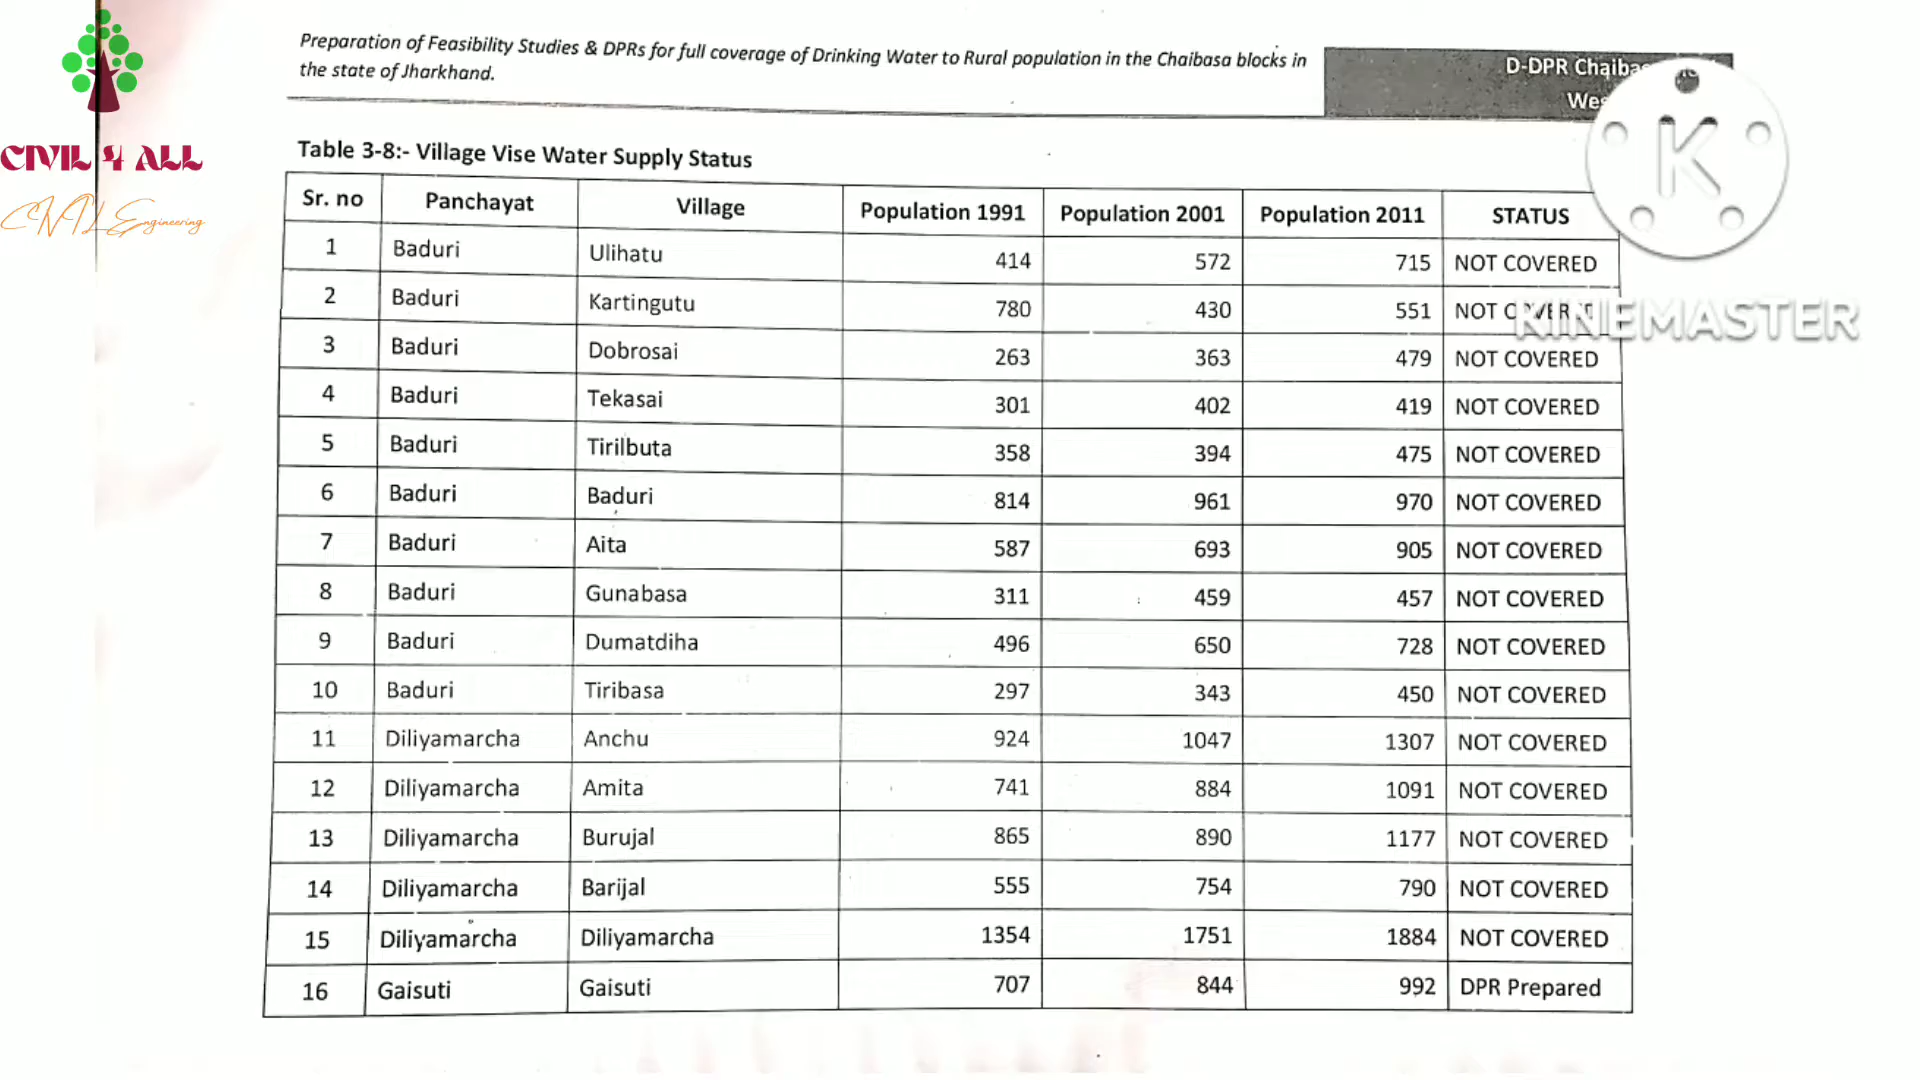 Preparation of Feasibility Studies & DPRs for full coverage of Drinking Water to Rural population in the Chaibasa blocks in
the state of Jharkhand.
D-DPR Chaibas
Wes
CIVIL 4 ALL
CIVIL Engineering
K
KINEMASTER
Table 3-8:- Village Vise Water Supply Status
Sr. no Panchayat Village Population 1991 Population 2001 Population 2011 STATUS
1 Baduri Ulihatu 414 572 715 NOT COVERED
2 Baduri Kartingutu 780 430 551 NOT COVERED
3 Baduri Dobrosai 263 363 479 NOT COVERED
4 Baduri Tekasai 301 402 419 NOT COVERED
5 Baduri Tirilbuta 358 394 475 NOT COVERED
6 Baduri Baduri 814 961 970 NOT COVERED
7 Baduri Aita 587 693 905 NOT COVERED
8 Baduri Gunabasa 311 459 457 NOT COVERED
9 Baduri Dumatdiha 496 650 728 NOT COVERED
10 Baduri Tiribasa 297 343 450 NOT COVERED
11 Diliyamarcha Anchu 924 1047 1307 NOT COVERED
12 Diliyamarcha Amita 741 884 1091 NOT COVERED
13 Diliyamarcha Burujal 865 890 1177 NOT COVERED
14 Diliyamarcha Barijal 555 754 790 NOT COVERED
15 Diliyamarcha Diliyamarcha 1354 1751 1884 NOT COVERED
16 Gaisuti Gaisuti 707 844 992 DPR Prepared